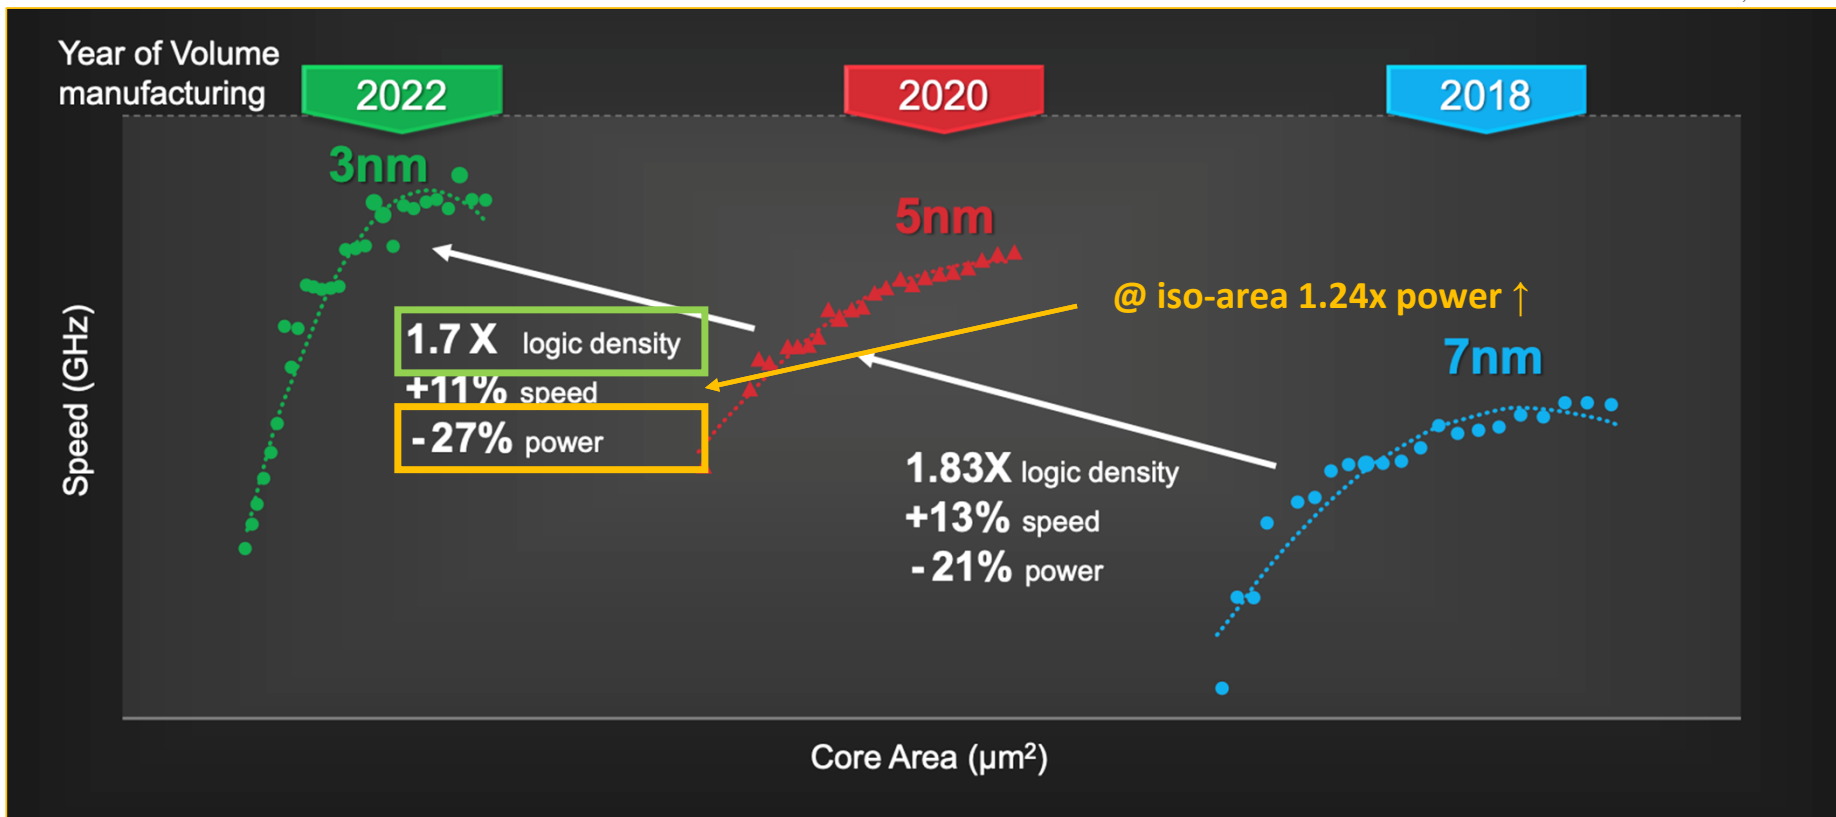 Year of Volume
manufacturing
2022
2020
2018
3nm
5nm
7nm
@ iso-area 1.24x power ↑
1.7 X logic density
+11% speed
- 27% power
1.83X logic density
+13% speed
- 21% power
Speed (GHz)
Core Area (µm²)